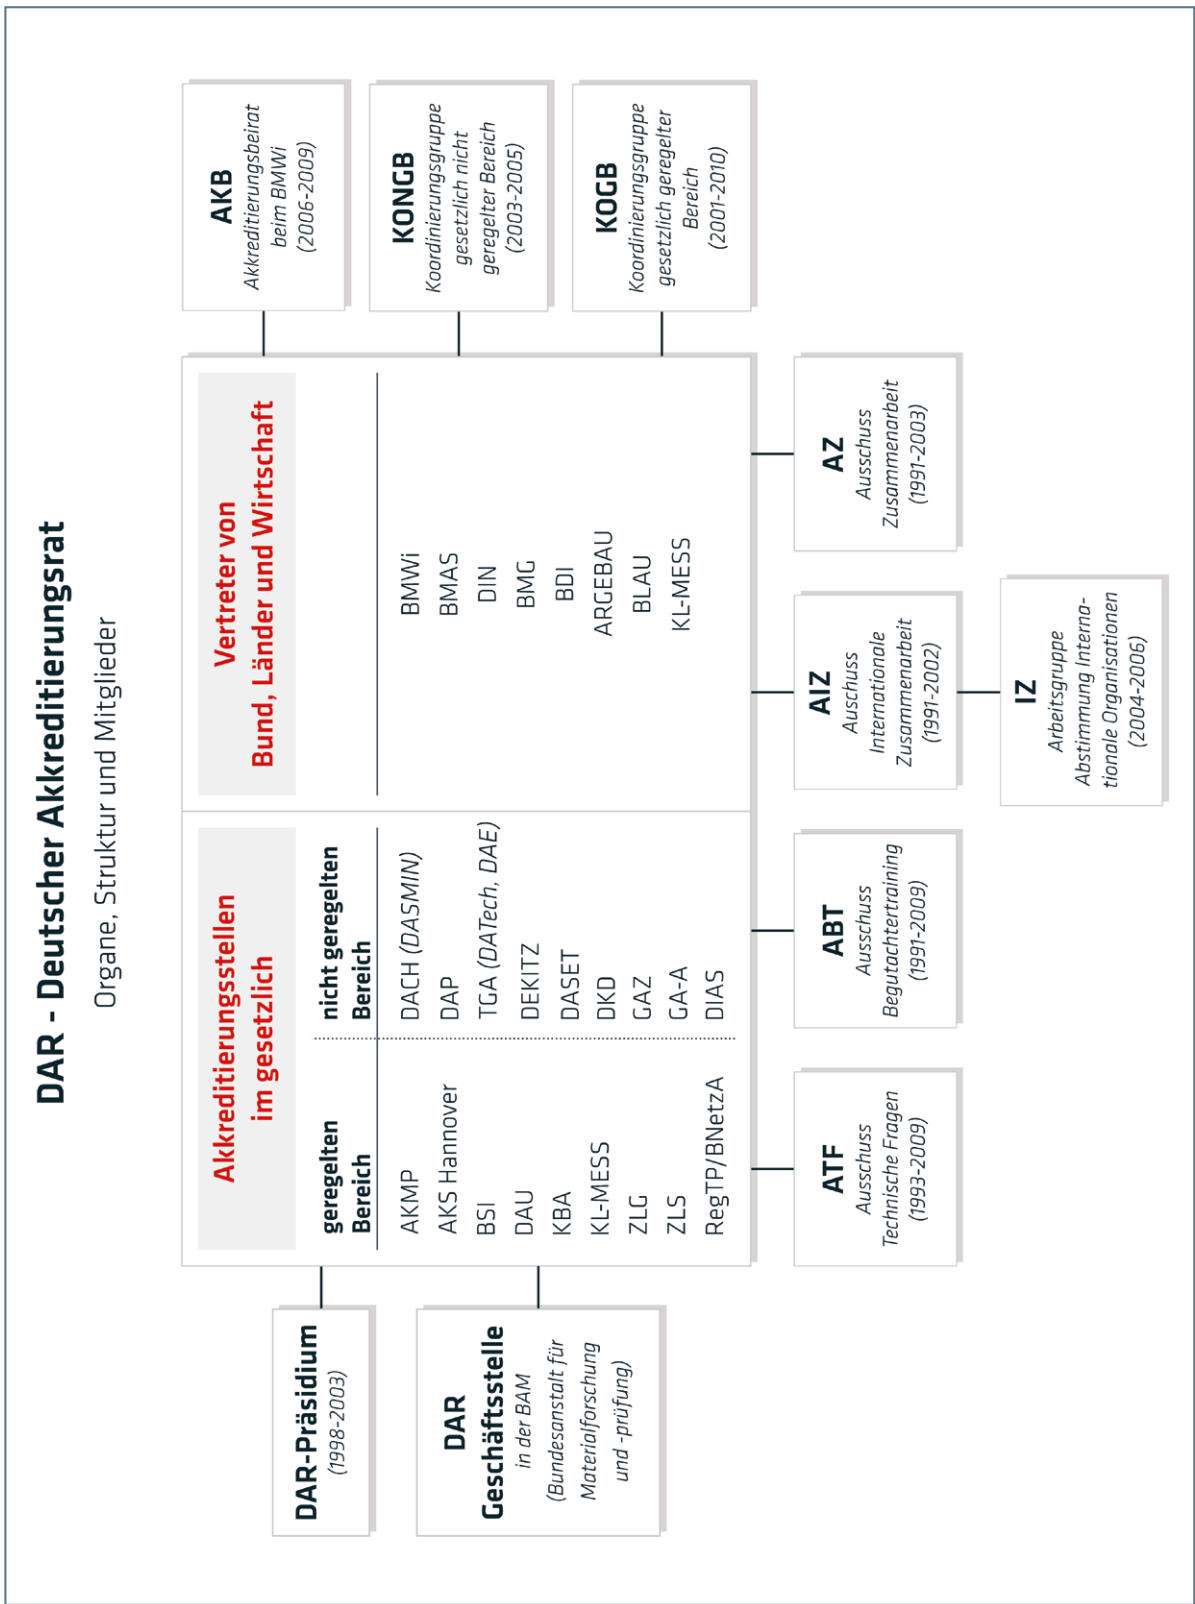 DAR - Deutscher Akkreditierungsrat
Organe, Struktur und Mitglieder
DAR-Präsidium
(1998-2003)
DAR
Geschäftsstelle
in der BAM
(Bundesanstalt für
Materialforschung
und -prüfung)
Akkreditierungsstellen
im gesetzlich
geregelten
Bereich
AKMP
AKS Hannover
BSI
DAU
KBA
KL-MESS
ZLG
ZLS
RegTP/BNetzA
nicht geregelten
Bereich
DACH (DASMIN)
DAP
TGA (DATech, DAE)
DEKITZ
DASET
DKD
GAZ
GA-A
DIAS
Vertreter von
Bund, Länder und Wirtschaft
BMWi
BMAS
DIN
BMG
BDI
ARGEBAU
BLAU
KL-MESS
AKB
Akkreditierungsbeirat
beim BMWi
(2006-2009)
KONGB
Koordinierungsgruppe
gesetzlich nicht
geregelter Bereich
(2003-2005)
KOGB
Koordinierungsgruppe
gesetzlich geregelter
Bereich
(2001-2010)
ATF
Ausschuss
Technische Fragen
(1993-2009)
ABT
Ausschuss
Begutachtertraining
(1991-2009)
AIZ
Auschuss
Internationale
Zusammenarbeit
(1991-2002)
AZ
Ausschuss
Zusammenarbeit
(1991-2003)
IZ
Arbeitsgruppe
Abstimmung Interna-
tionale Organisationen
(2004-2006)